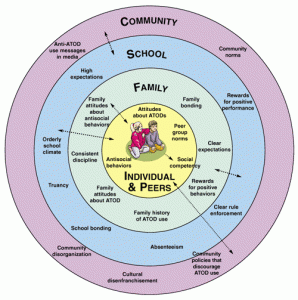 COMMUNITY
Anti-ATOD
use messages
in media
Community
norms
SCHOOL
High
expectations
Rewards
for positive
performance
FAMILY
Family
attitudes
about
antisocial
behaviors
Family
bonding
Attitudes
about ATODs
Peer
group
norms
Orderly
school
climate
Clear
expectations
Consistent
discipline
Antisocial
behaviors
Social
competency
INDIVIDUAL
& PEERS
Rewards
for positive
behaviors
Family
attitudes
about ATOD
Truancy
Clear rule
enforcement
Family history
of ATOD use
School bonding
Absenteeism
Community
disorganization
Community
policies that
discourage
ATOD use
Cultural
disenfranchisement